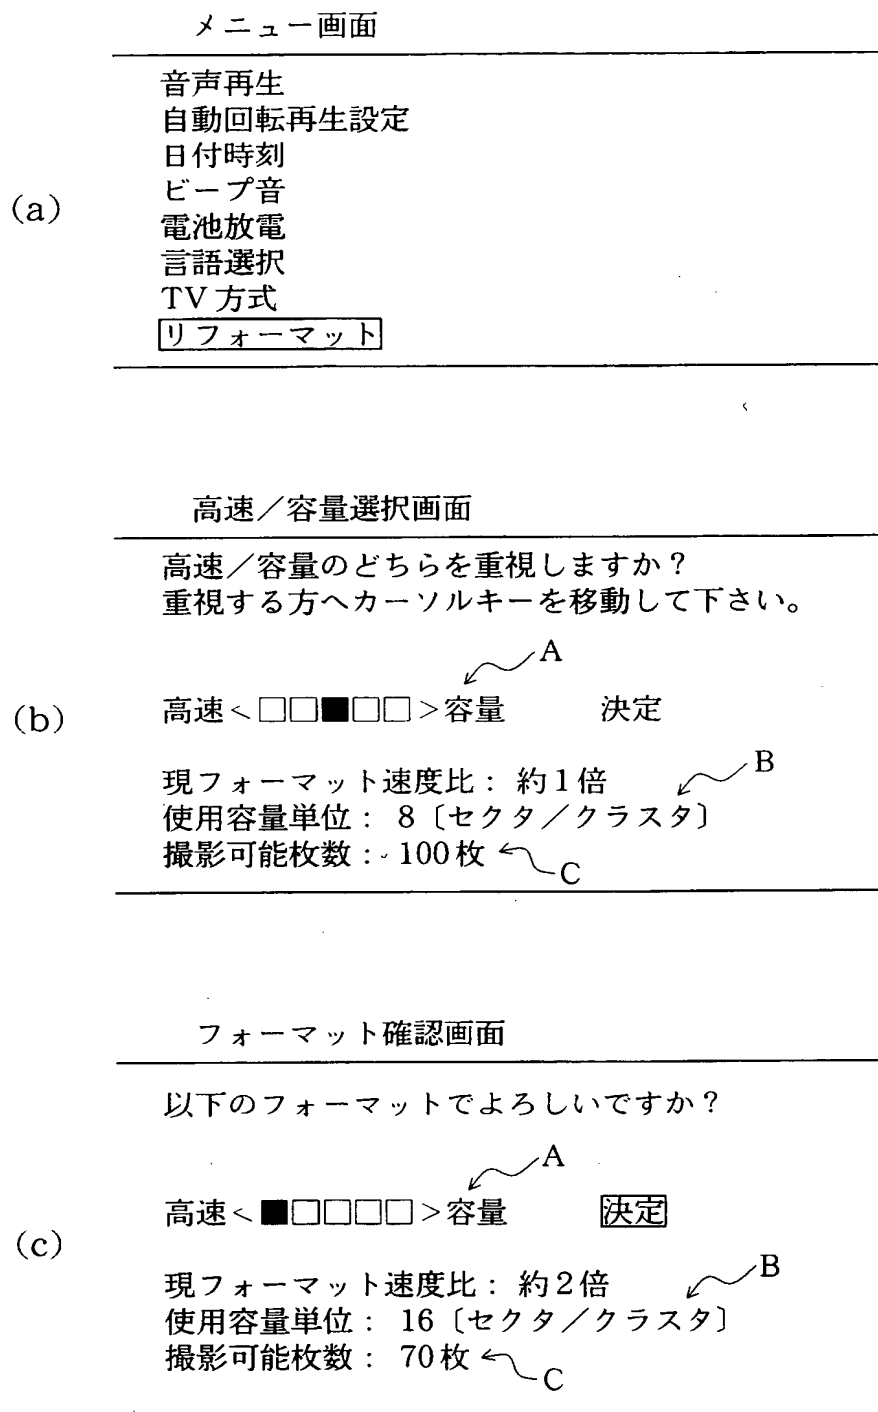 メニュー画面
音声再生
自動回転再生設定
日付時刻
ビープ音
(a)
電池放電
言語選択
TV方式
リフォーマット
高速／容量選択画面
高速／容量のどちらを重視しますか？
重視する方へカーソルキーを移動して下さい。
A
(b)
高速<□□■□□>容量 決定
現フォーマット速度比： 約1倍
B
使用容量単位： 8〔セクタ／クラスタ〕
撮影可能枚数： 100枚
C
フォーマット確認画面
以下のフォーマットでよろしいですか？
A
高速<■□□□□>容量 決定
(c)
現フォーマット速度比： 約2倍
B
使用容量単位： 16〔セクタ／クラスタ〕
撮影可能枚数： 70枚
C